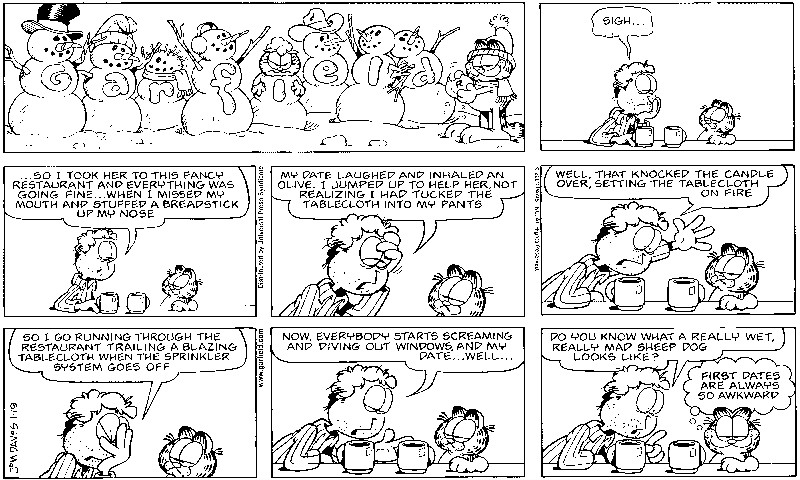 Garfield
SIGH...
...SO I TOOK HER TO THIS FANCY
RESTAURANT AND EVERYTHING WAS
GOING FINE...WHEN I MISSED MY
MOUTH AND STUFFED A BREADSTICK
UP MY NOSE
Distributed by Universal Press Syndicate
MY DATE LAUGHED AND INHALED AN
OLIVE. I JUMPED UP TO HELP HER, NOT
REALIZING I HAD TUCKED THE
TABLECLOTH INTO MY PANTS
WELL, THAT KNOCKED THE CANDLE
OVER, SETTING THE TABLECLOTH
ON FIRE
SO I GO RUNNING THROUGH THE
RESTAURANT TRAILING A BLAZING
TABLECLOTH WHEN THE SPRINKLER
SYSTEM GOES OFF
JIM DAVIS
www.garfield.com
NOW, EVERYBODY STARTS SCREAMING
AND DIVING OUT WINDOWS, AND MY
DATE...WELL...
DO YOU KNOW WHAT A REALLY WET,
REALLY MAD SHEEP DOG
LOOKS LIKE?
FIRST DATES
ARE ALWAYS
SO AWKWARD